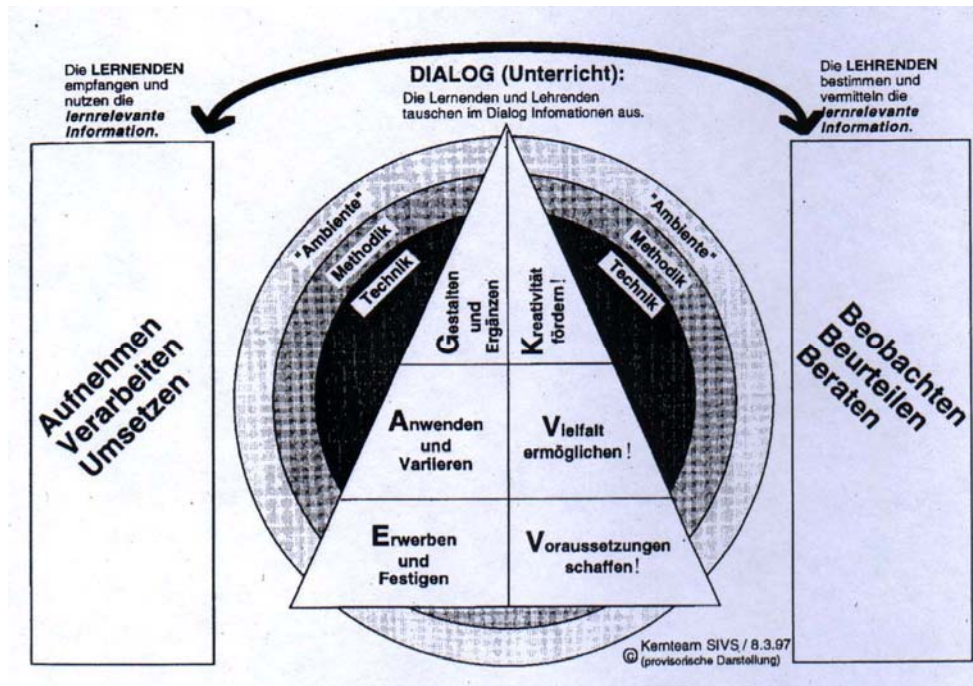 Die LERNENDEN
empfangen und
nutzen die
lernrelevante
Information.
DIALOG (Unterricht):
Die Lernenden und Lehrenden
tauschen im Dialog Infomationen aus.
Die LEHRENDEN
bestimmen und
vermitteln die
lernrelevante
Information.
Aufnehmen
Verarbeiten
Umsetzen
"Ambiente"
Methodik
Technik
"Ambiente"
Methodik
Technik
Gestalten
und
Ergänzen
Kreativität
fördern!
Anwenden
und
Variieren
Vielfalt
ermöglichen!
Erwerben
und
Festigen
Voraussetzungen
schaffen!
Beobachten
Beurteilen
Beraten
© Kernteam SIVS / 8.3.97
(provisorische Darstellung)